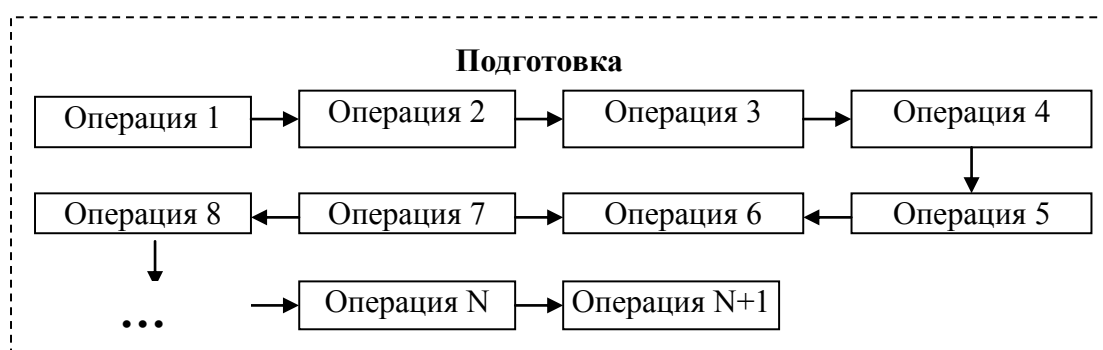 Подготовка
Операция 1
Операция 2
Операция 3
Операция 4
Операция 8
Операция 7
Операция 6
Операция 5
...
Операция N
Операция N+1